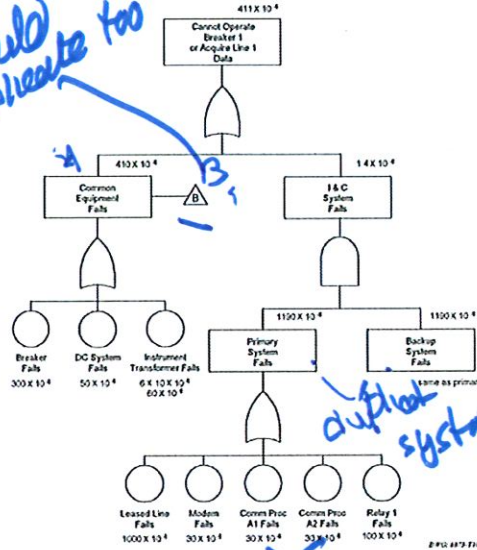 411 X 10⁻⁶
Cannot Operate
Breaker 1
or Acquire Line 1
Data
too
A
410 X 10⁻⁶
B
1.4 X 10⁻⁶
Common
Equipment
Fails
B
I & C
System
Fails
Breaker
Fails
300 X 10⁻⁶
DC System
Fails
50 X 10⁻⁶
Instrument
Transformer Fails
6 X 10 X 10⁻⁶
60 X 10⁻⁶
1190 X 10⁻⁶
1190 X 10⁻⁶
Primary
System
Fails
Backup
System
Fails
same as primary
duplicate
syst
Leased Line
Fails
1000 X 10⁻⁶
Modem
Fails
30 X 10⁻⁶
Comm Proc
A1 Fails
30 X 10⁻⁶
Comm Proc
A2 Fails
30 X 10⁻⁶
Relay 1
Fails
100 X 10⁻⁶